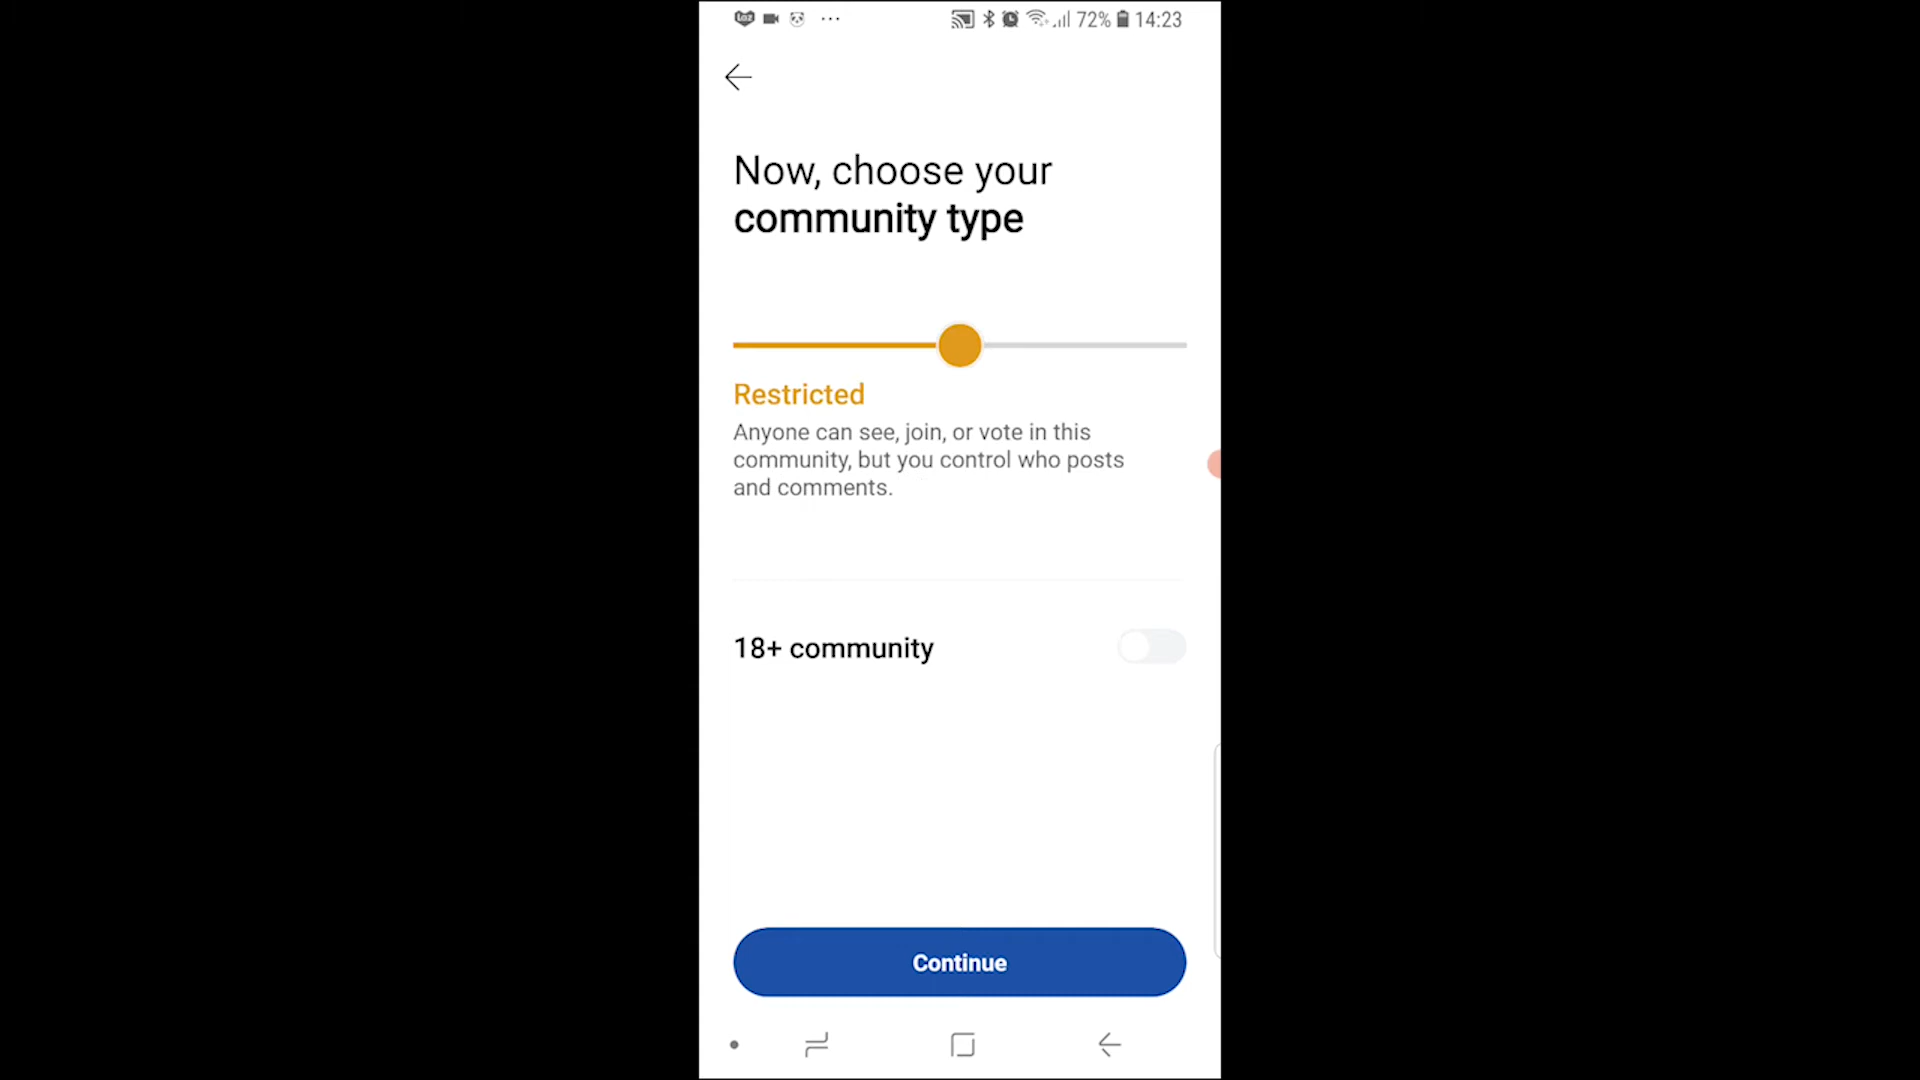 72% 14:23
Now, choose your
community type
Restricted
Anyone can see, join, or vote in this
community, but you control who posts
and comments.
18+ community
Continue